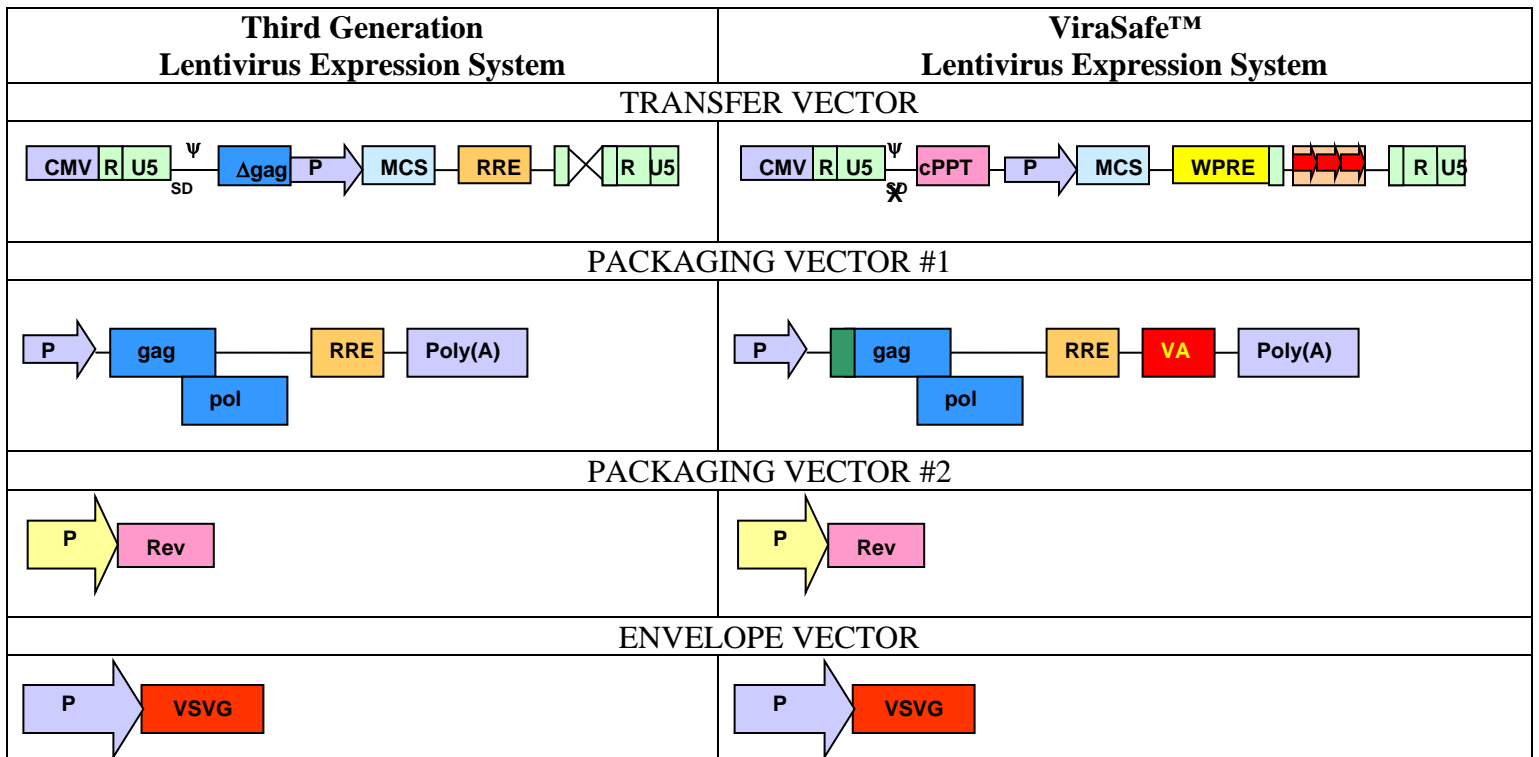 Third Generation
Lentivirus Expression System
ViraSafe™
Lentivirus Expression System
TRANSFER VECTOR
CMV R U5 ψ SD Δgag P MCS RRE R U5
CMV R U5 ψ SD X cPPT P MCS WPRE R U5
PACKAGING VECTOR #1
P gag pol RRE Poly(A)
P gag pol RRE VA Poly(A)
PACKAGING VECTOR #2
P Rev
P Rev
ENVELOPE VECTOR
P VSVG
P VSVG